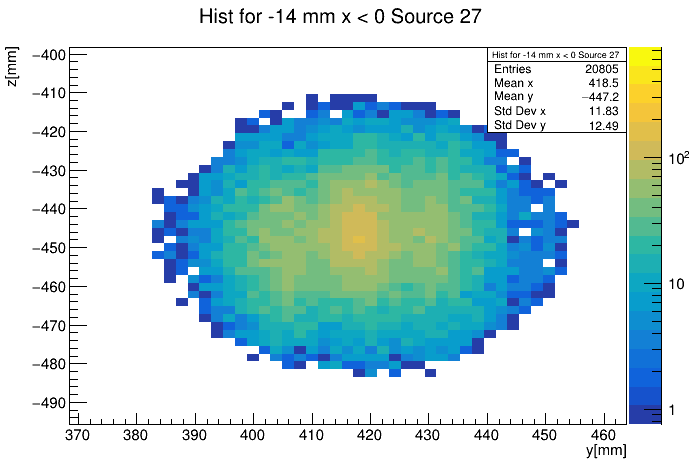 Hist for -14 mm x < 0 Source 27
z[mm]
−400
−410
−420
−430
−440
−450
−460
−470
−480
−490
Hist for -14 mm x < 0 Source 27
Entries 20805
Mean x 418.5
Mean y −447.2
Std Dev x 11.83
Std Dev y 12.49
10²
10
1
370 380 390 400 410 420 430 440 450 460
y[mm]